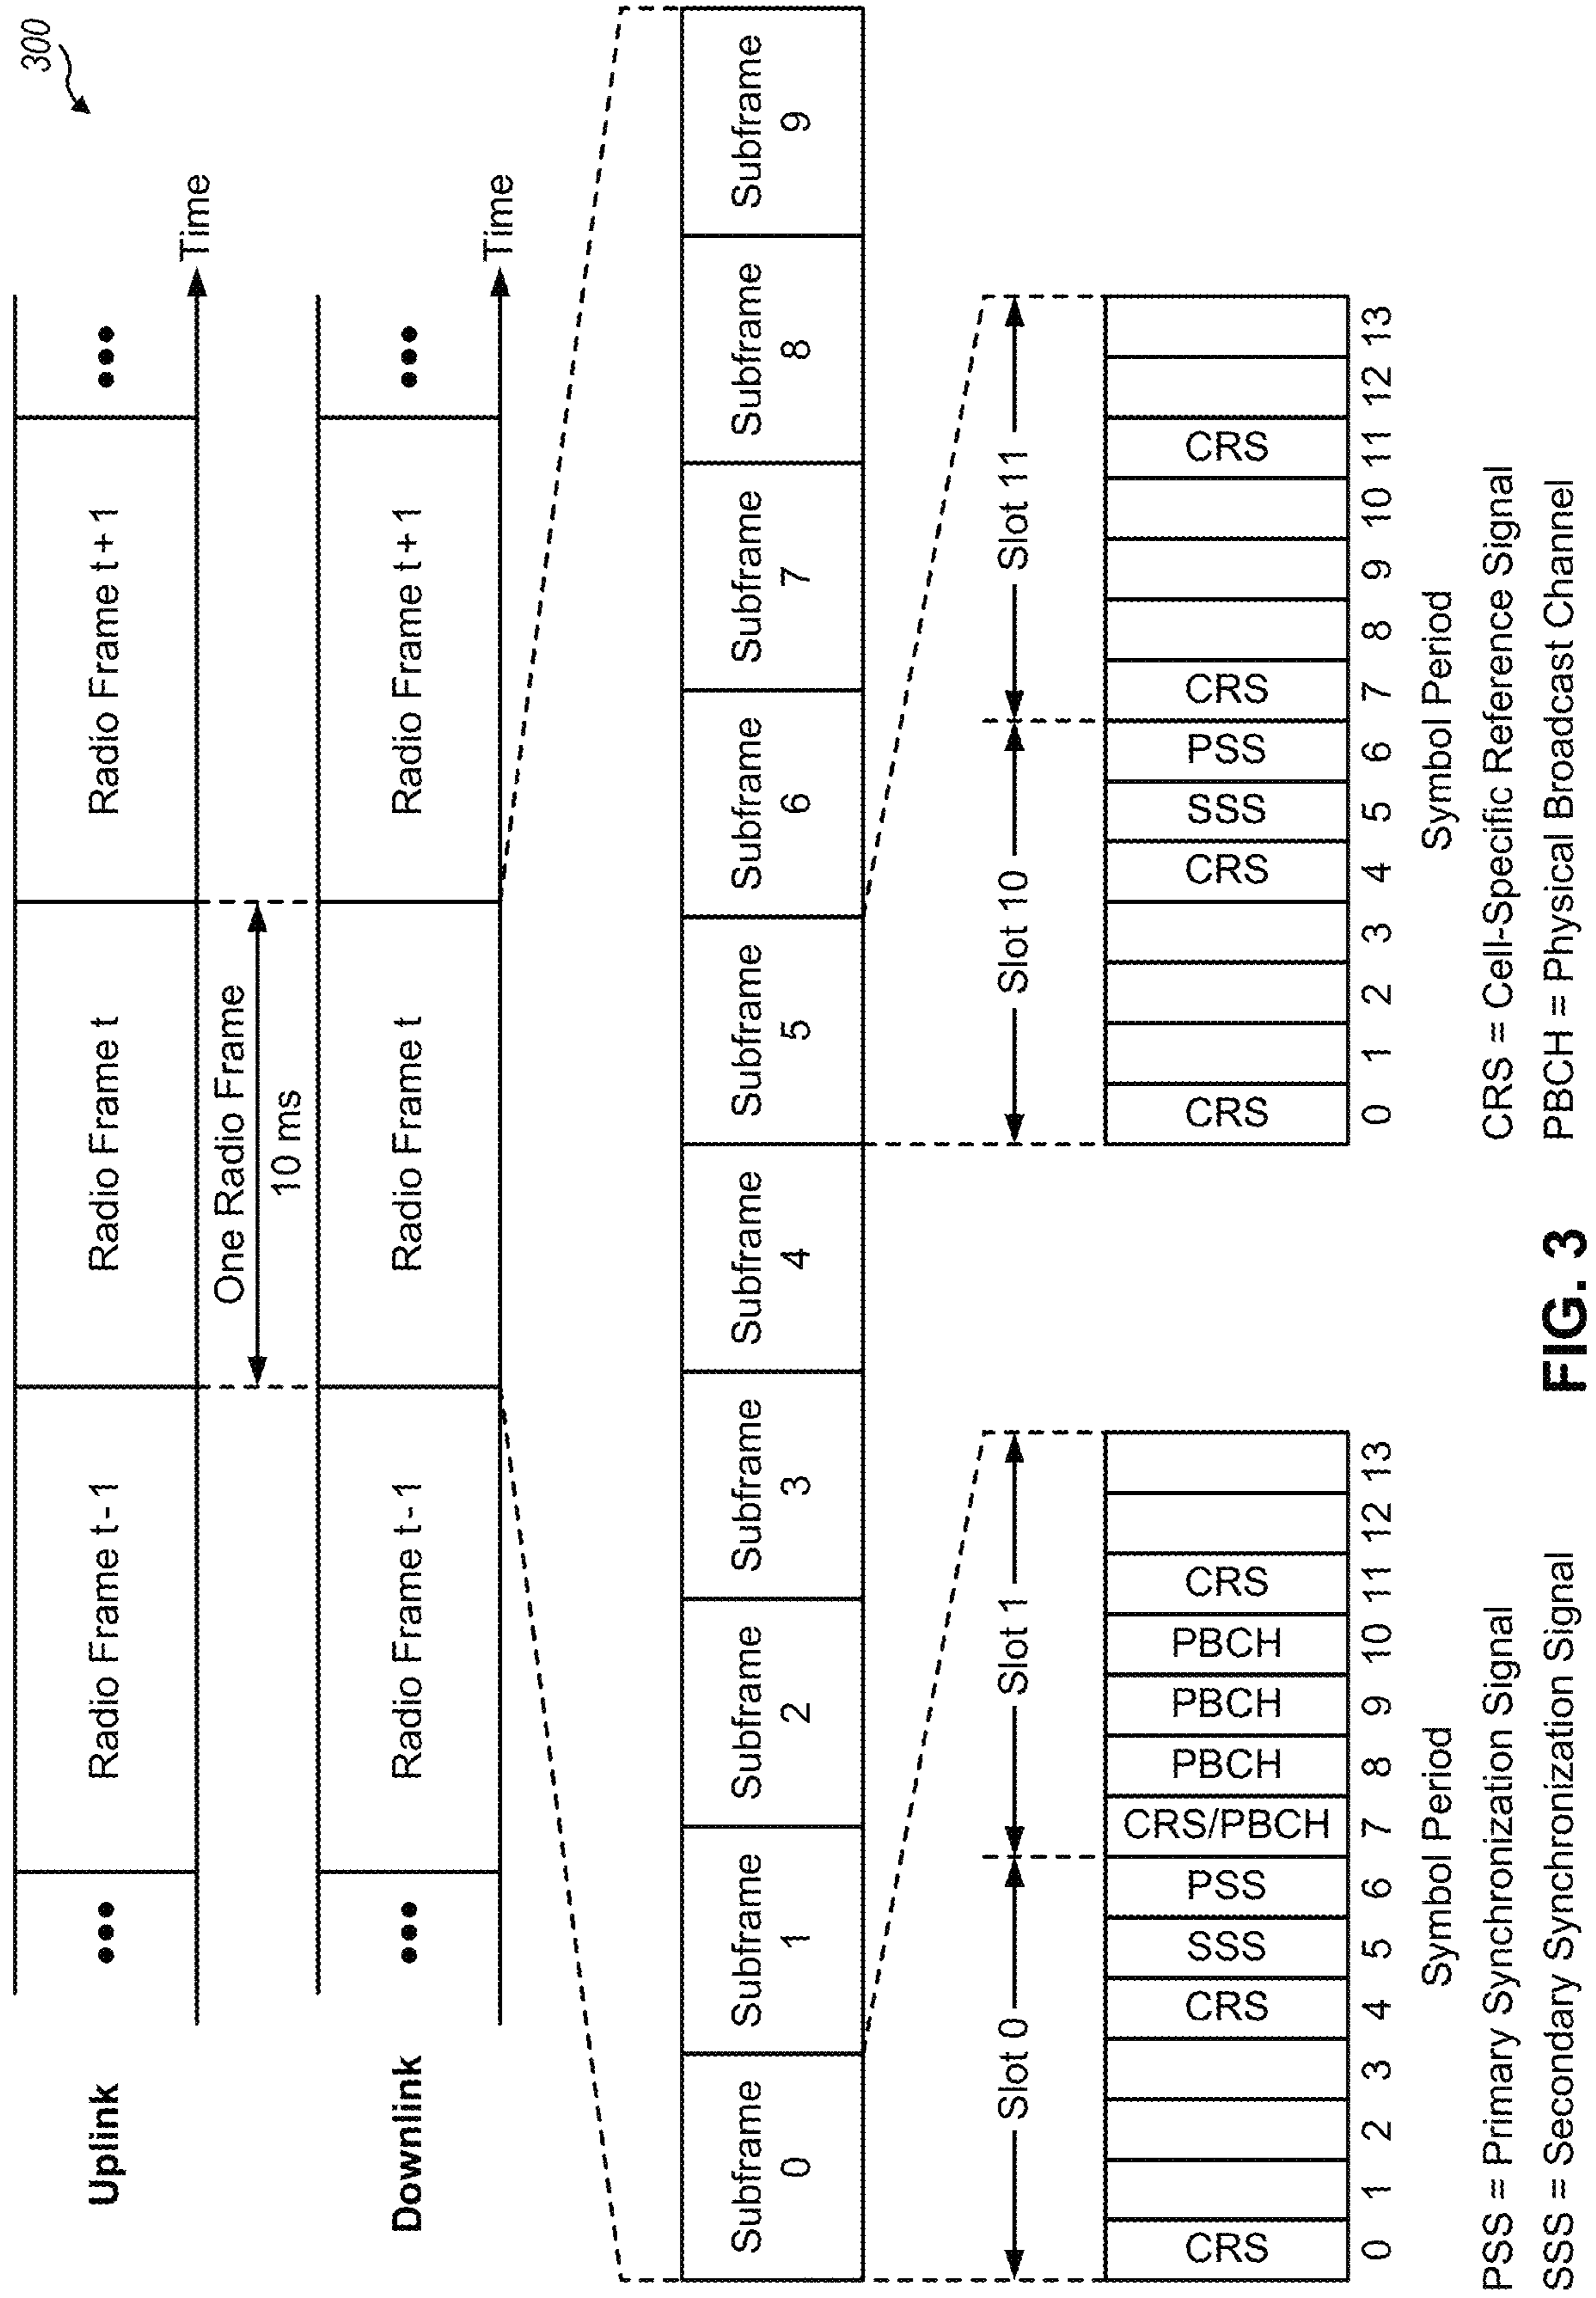 300
Uplink
••• Radio Frame t-1 Radio Frame t Radio Frame t + 1 •••
Time
One Radio Frame
10 ms
Downlink
••• Radio Frame t-1 Radio Frame t Radio Frame t + 1 •••
Time
Subframe Subframe Subframe Subframe Subframe Subframe Subframe Subframe Subframe Subframe
0 1 2 3 4 5 6 7 8 9
Slot 0 Slot 1 Slot 10 Slot 11
CRS CRS SSS PSS CRS/PBCH PBCH PBCH PBCH CRS CRS CRS SSS PSS CRS CRS
0 1 2 3 4 5 6 7 8 9 10 11 12 13 0 1 2 3 4 5 6 7 8 9 10 11 12 13
Symbol Period Symbol Period
PSS = Primary Synchronization Signal CRS = Cell-Specific Reference Signal
SSS = Secondary Synchronization Signal PBCH = Physical Broadcast Channel
FIG. 3